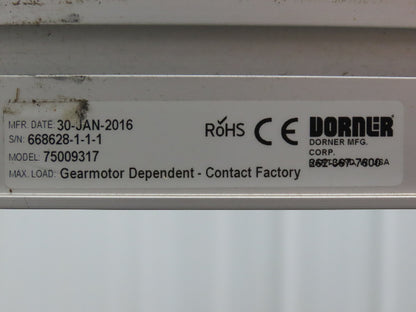 MFR. DATE: 30-JAN-2016
S/N: 668628-1-1-1
MODEL: 75009317
MAX. LOAD: Gearmotor Dependent - Contact Factory
RoHS CE DORNER
DORNER MFG.
CORP.
262-367-7600